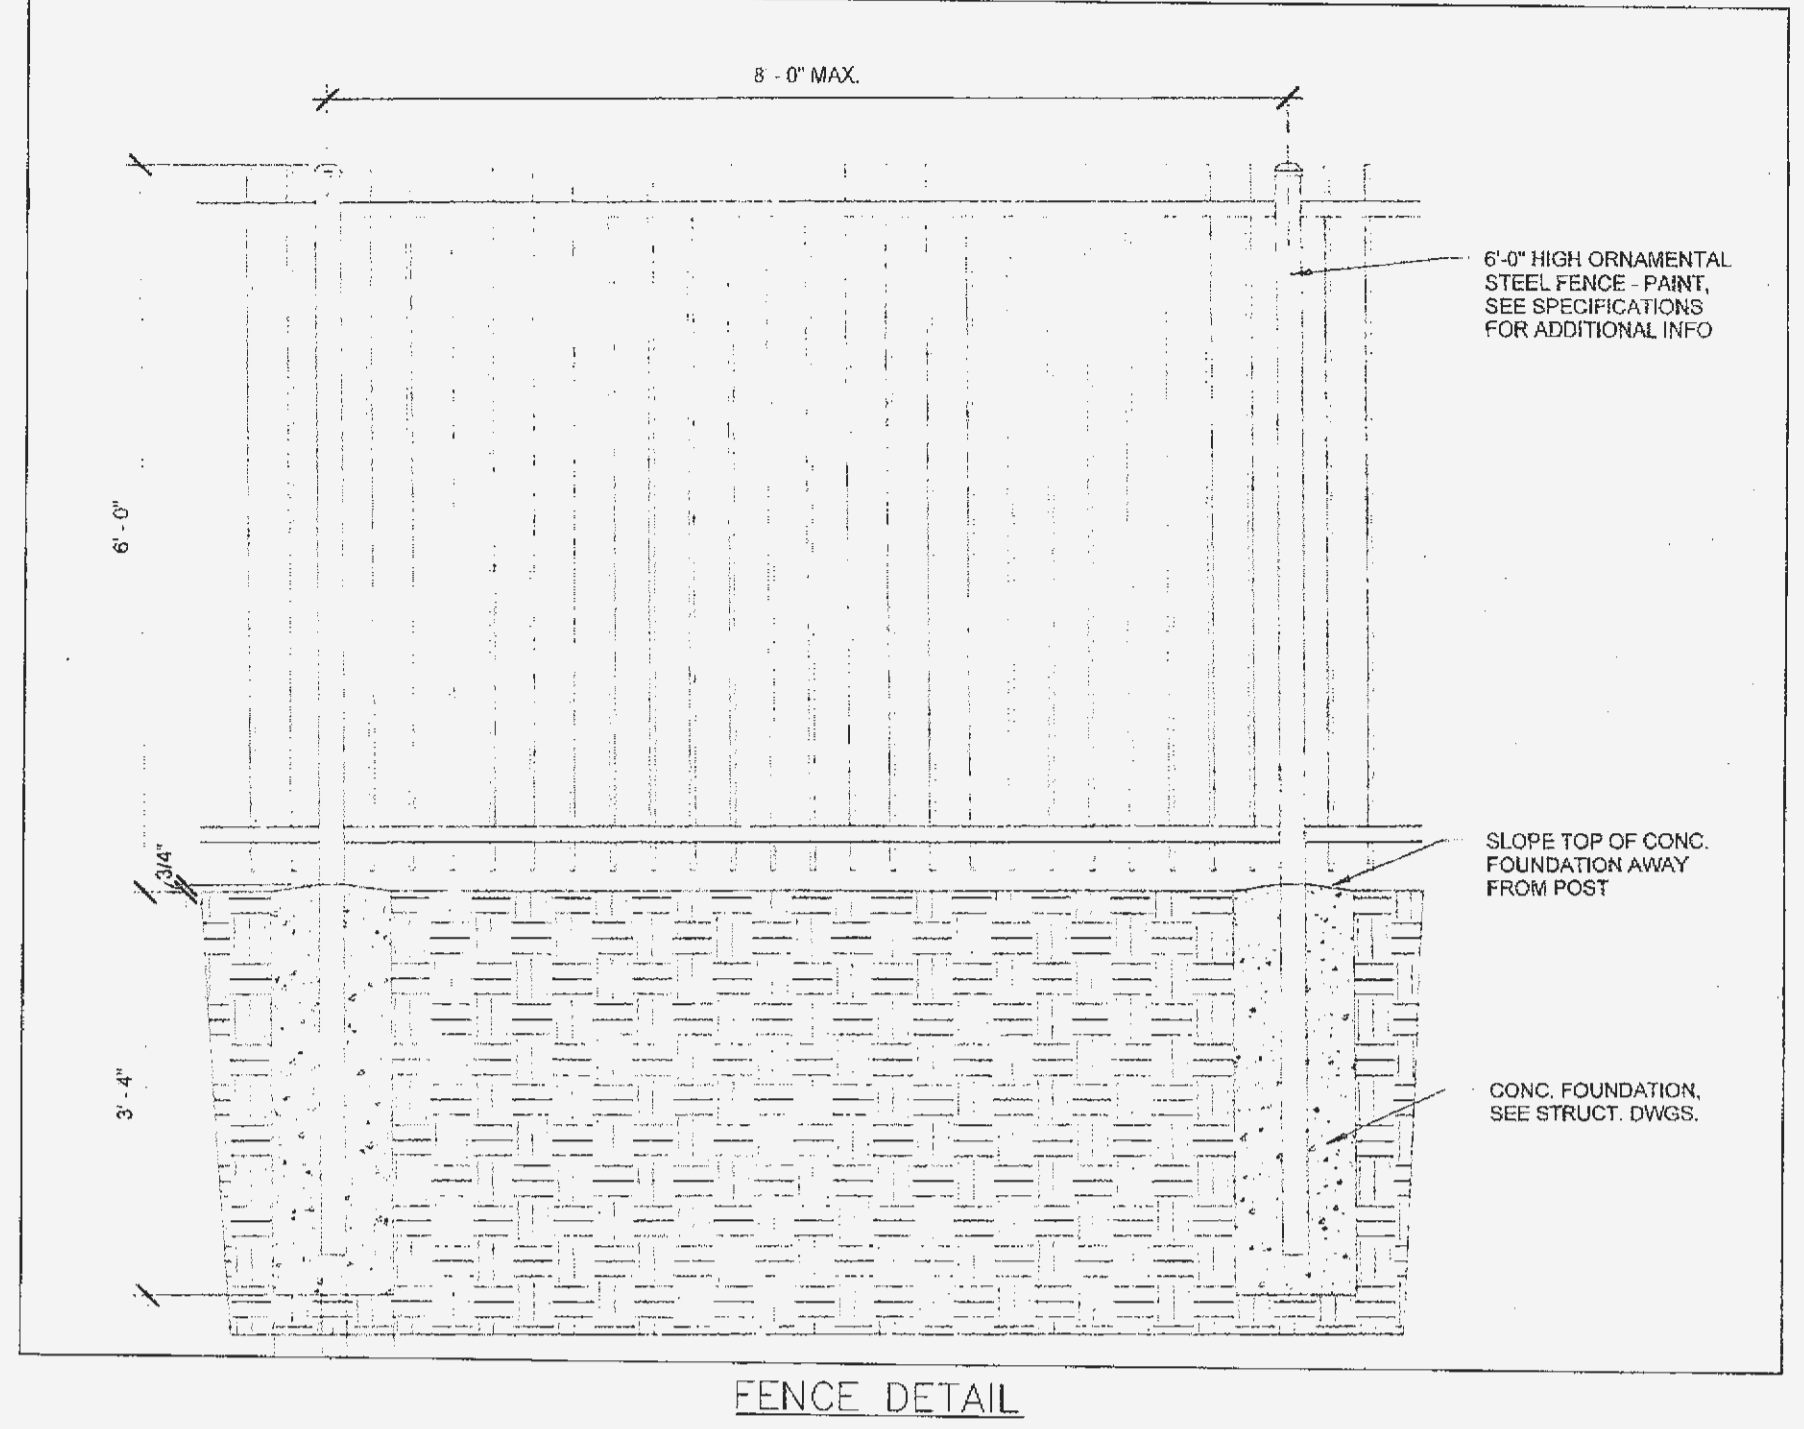 8' - 0" MAX.
6'-0" HIGH ORNAMENTAL
STEEL FENCE - PAINT,
SEE SPECIFICATIONS
FOR ADDITIONAL INFO
6' - 0"
3/4"
SLOPE TOP OF CONC.
FOUNDATION AWAY
FROM POST
3' - 4"
CONC. FOUNDATION,
SEE STRUCT. DWGS.
FENCE DETAIL